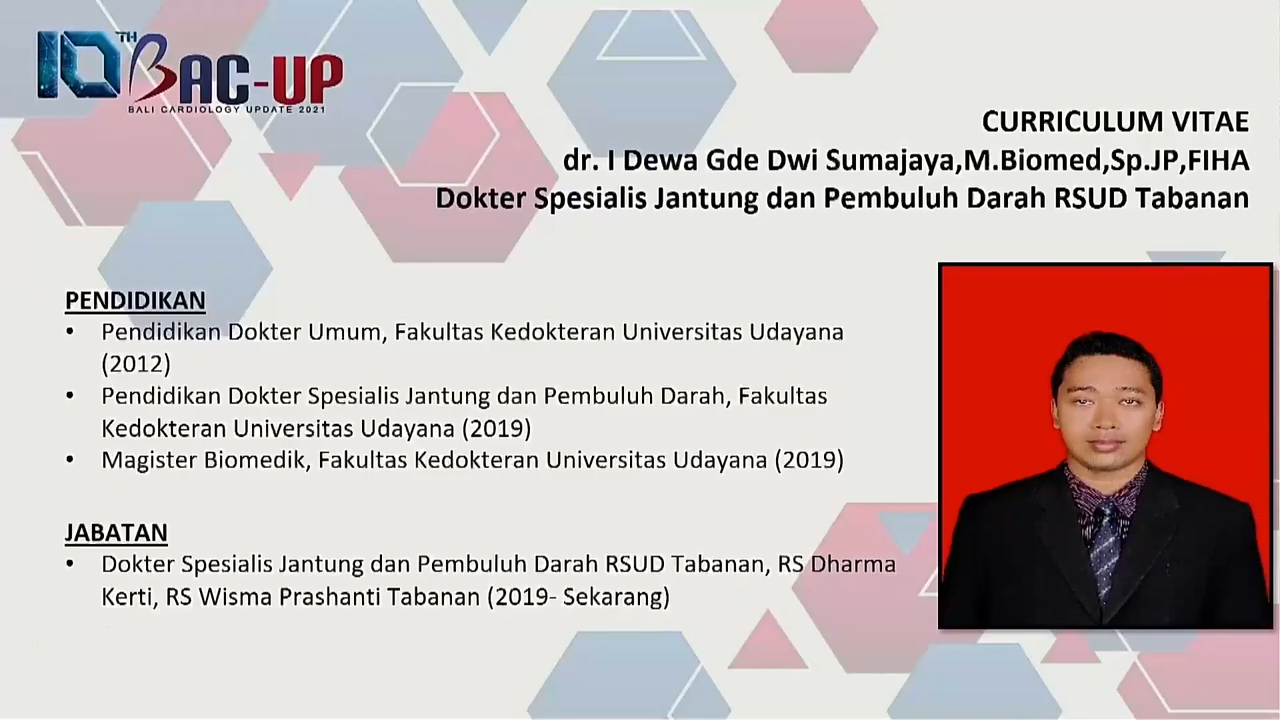 10TH BAC-UP
BALI CARDIOLOGY UPDATE 2021
CURRICULUM VITAE
dr. I Dewa Gde Dwi Sumajaya,M.Biomed,Sp.JP,FIHA
Dokter Spesialis Jantung dan Pembuluh Darah RSUD Tabanan
PENDIDIKAN
• Pendidikan Dokter Umum, Fakultas Kedokteran Universitas Udayana
(2012)
• Pendidikan Dokter Spesialis Jantung dan Pembuluh Darah, Fakultas
Kedokteran Universitas Udayana (2019)
• Magister Biomedik, Fakultas Kedokteran Universitas Udayana (2019)
JABATAN
• Dokter Spesialis Jantung dan Pembuluh Darah RSUD Tabanan, RS Dharma
Kerti, RS Wisma Prashanti Tabanan (2019- Sekarang)